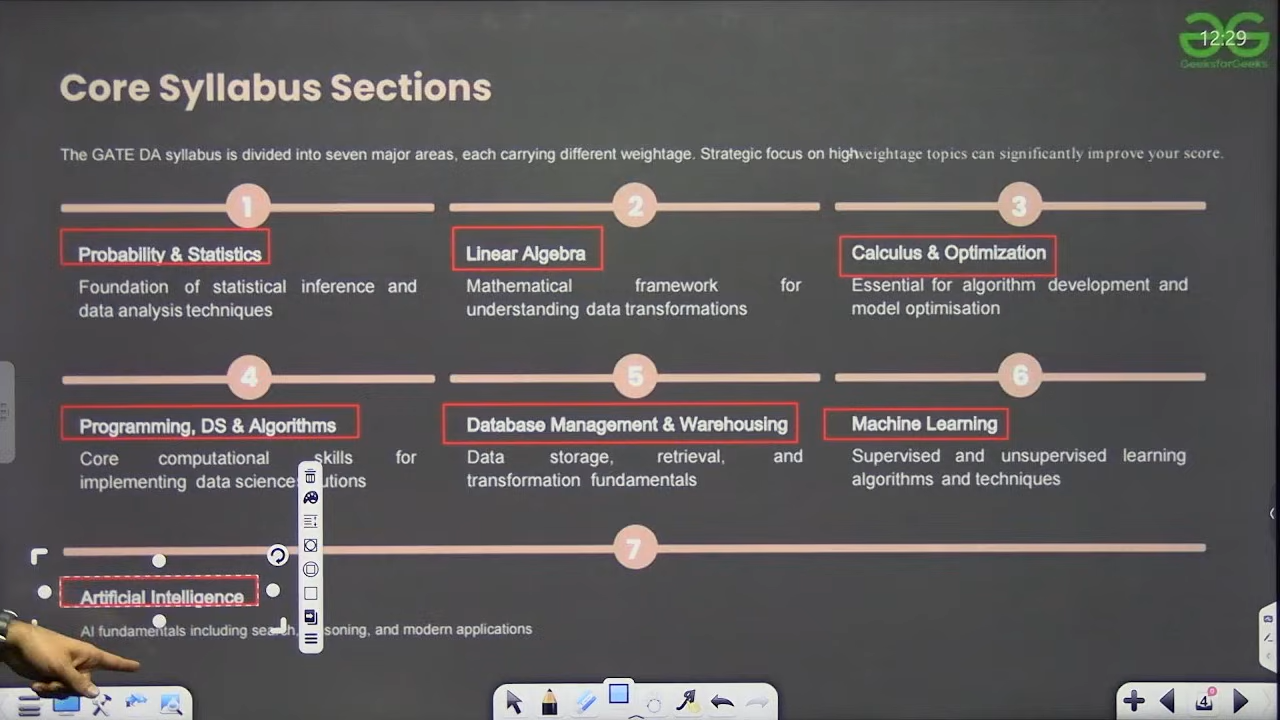 12:29
GeeksforGeeks
Core Syllabus Sections
The GATE DA syllabus is divided into seven major areas, each carrying different weightage. Strategic focus on highweightage topics can significantly improve your score.
1
2
3
Probability & Statistics
Linear Algebra
Calculus & Optimization
Foundation of statistical inference and
data analysis techniques
Mathematical framework for
understanding data transformations
Essential for algorithm development and
model optimisation
4
5
6
Programming, DS & Algorithms
Database Management & Warehousing
Machine Learning
Core computational skills for
implementing data science utions
Data storage, retrieval, and
transformation fundamentals
Supervised and unsupervised learning
algorithms and techniques
7
Artificial Intelligence
AI fundamentals including search, soning, and modern applications
4